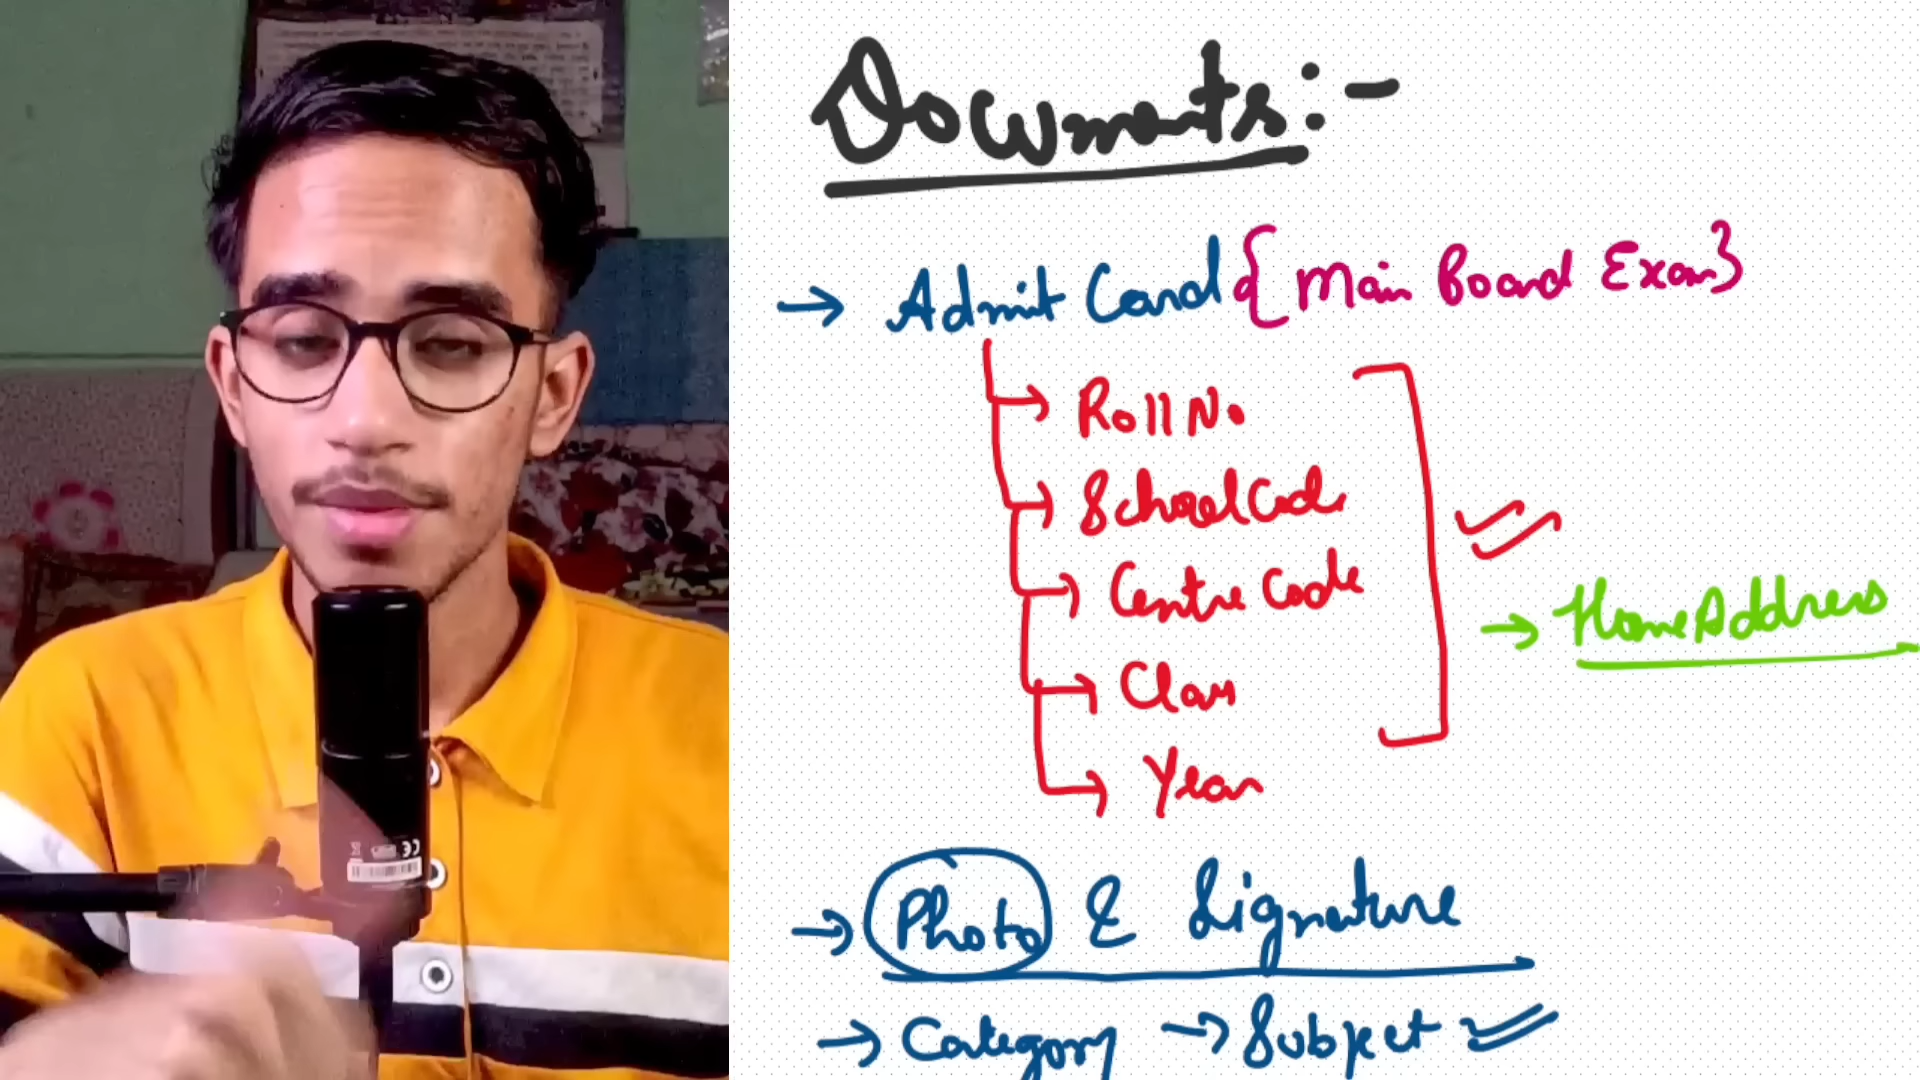 Documents:-
→ Admit Card { Main Board Exam}
→ Roll No
→ School Code
→ Centre Code
→ Home Address
→ Class
→ Year
→ Photo & Signature
→ Category → Subject